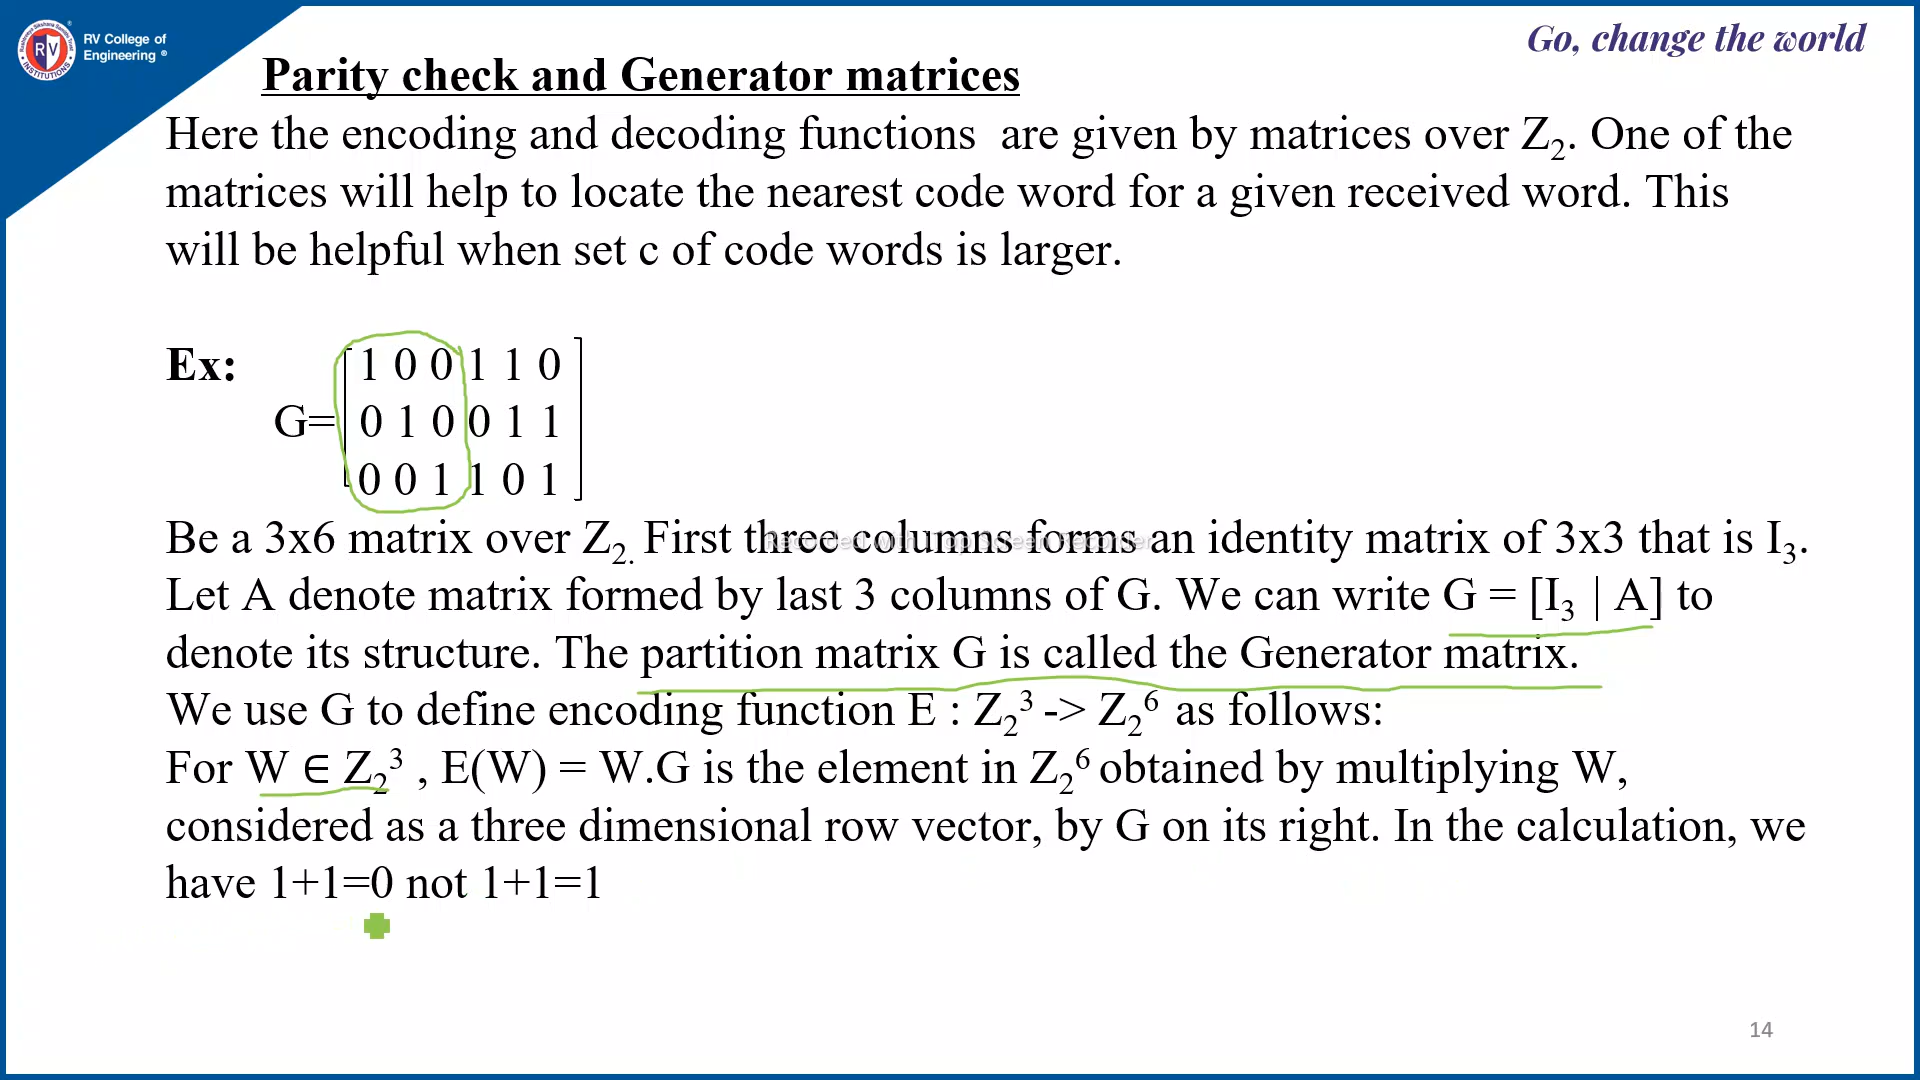 RV College of
Engineering ®
Go, change the world
Parity check and Generator matrices
Here the encoding and decoding functions are given by matrices over Z₂. One of the
matrices will help to locate the nearest code word for a given received word. This
will be helpful when set c of code words is larger.
Ex:
1 0 0 1 1 0
G= 0 1 0 0 1 1
0 0 1 1 0 1
Be a 3x6 matrix over Z₂. First three columns forms an identity matrix of 3x3 that is I₃.
Let A denote matrix formed by last 3 columns of G. We can write G = [I₃ | A] to
denote its structure. The partition matrix G is called the Generator matrix.
We use G to define encoding function E : Z₂³ -> Z₂⁶ as follows:
For W ∈ Z₂³ , E(W) = W.G is the element in Z₂⁶ obtained by multiplying W,
considered as a three dimensional row vector, by G on its right. In the calculation, we
have 1+1=0 not 1+1=1
14